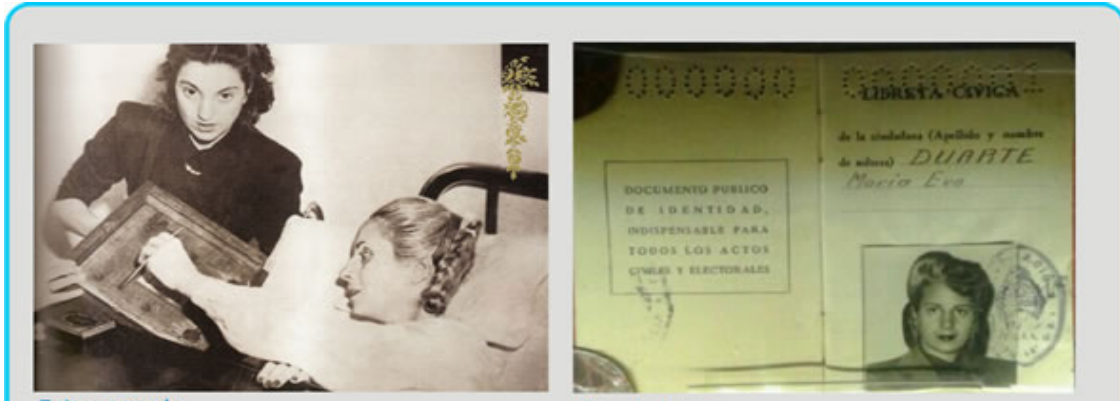 000000
0000001
LIBRETA CIVICA
de la ciudadana (Apellido y nombre
de soltera) DUARTE
María Eva
DOCUMENTO PUBLICO
DE IDENTIDAD,
INDISPENSABLE PARA
TODOS LOS ACTOS
CIVILES Y ELECTORALES